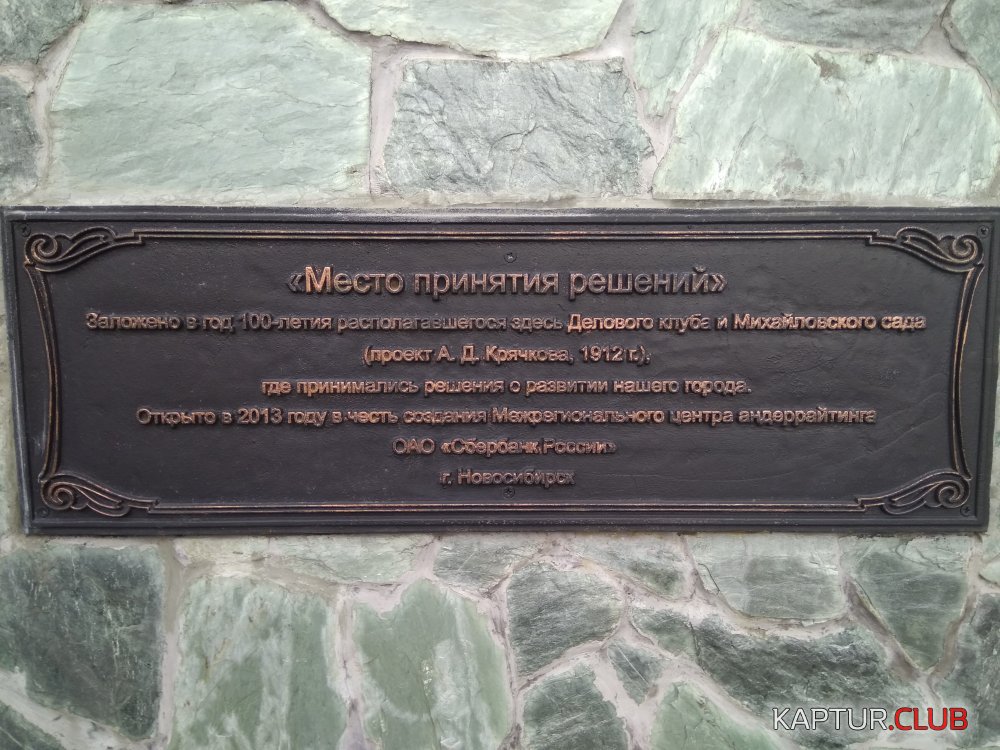 «Место принятия решений»
Заложено в год 100-летия располагавшегося здесь Делового клуба и Михайловского сада
(проект А. Д. Крячкова, 1912 г.),
где принимались решения о развитии нашего города.
Открыто в 2013 году в честь создания Межрегионального центра андеррайтинга
ОАО «Сбербанк России»
г. Новосибирск
KAPTUR.CLUB